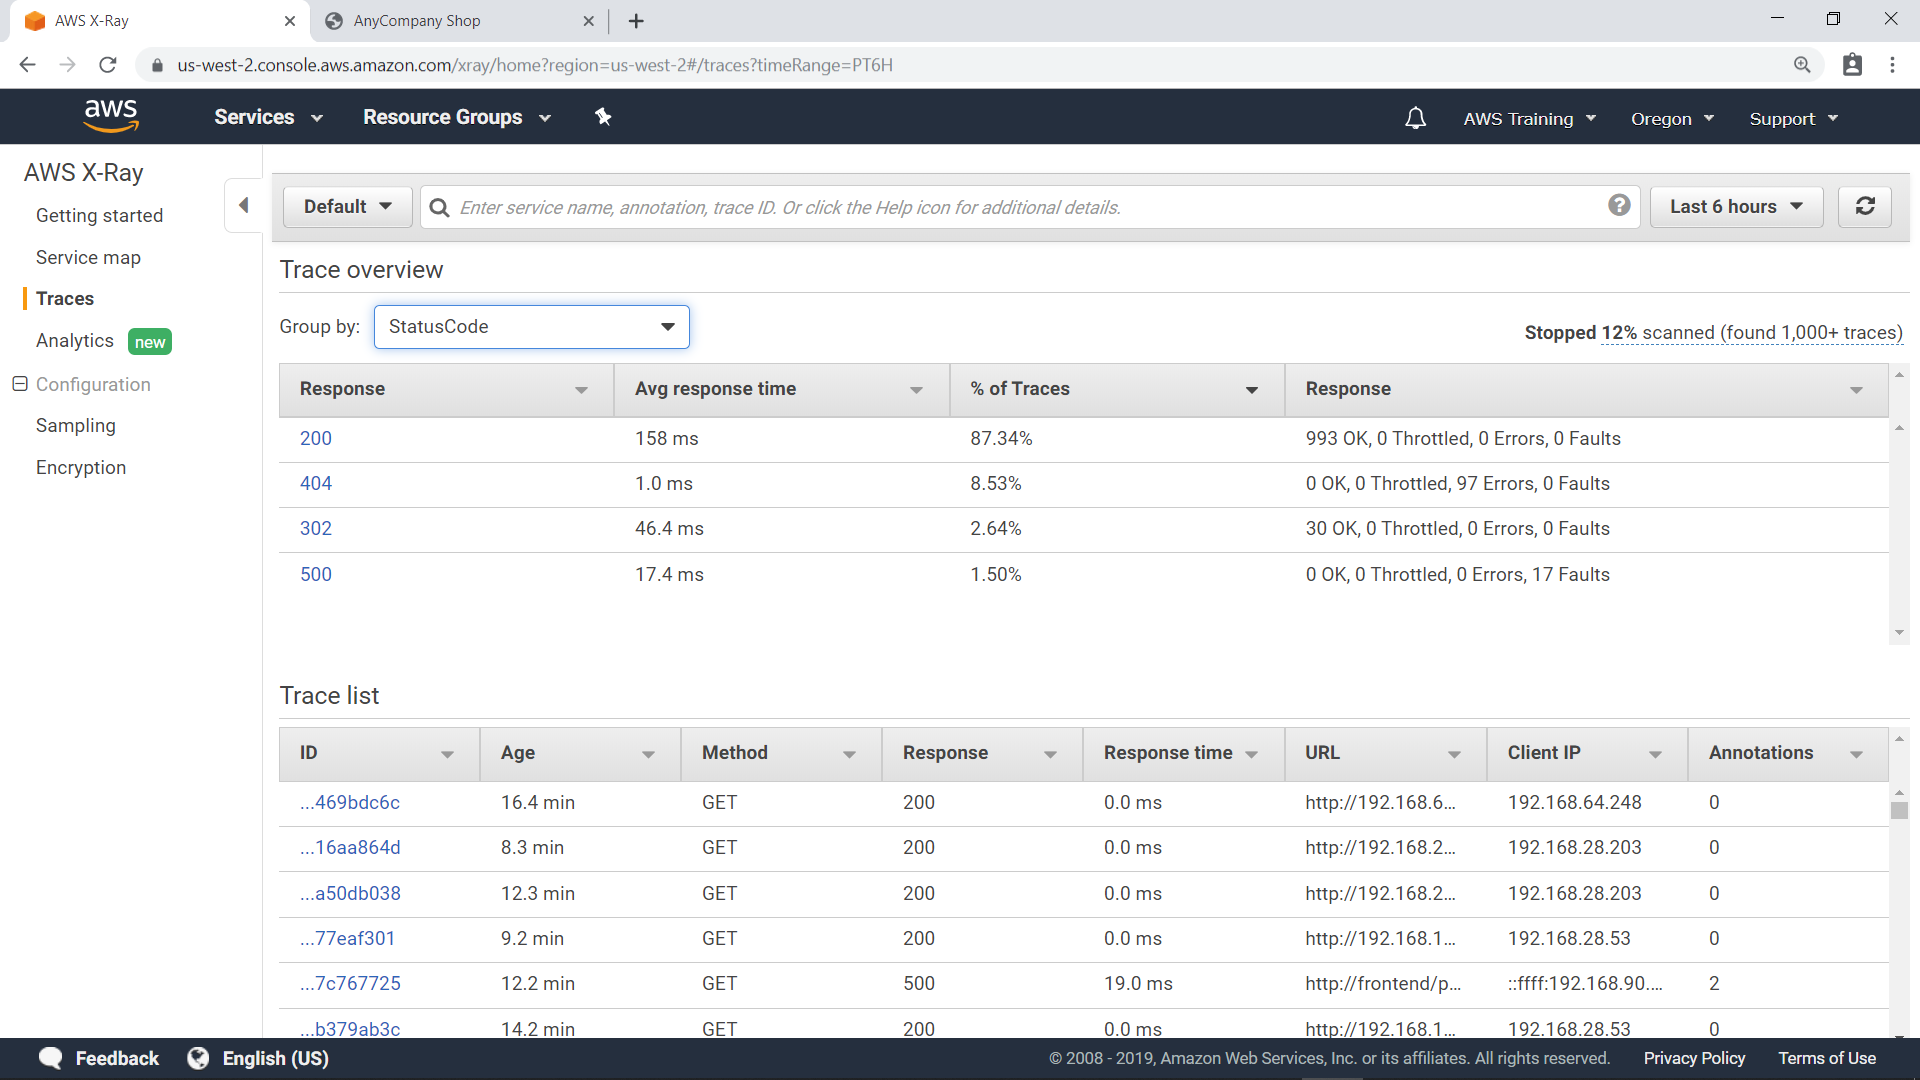 AWS X-Ray
AnyCompany Shop
us-west-2.console.aws.amazon.com/xray/home?region=us-west-2#/traces?timeRange=PT6H
aws
Services
Resource Groups
AWS Training
Oregon
Support
AWS X-Ray
Getting started
Service map
Traces
Analytics new
Configuration
Sampling
Encryption
Default
Enter service name, annotation, trace ID. Or click the Help icon for additional details.
?
Last 6 hours
Trace overview
Group by: StatusCode
Stopped 12% scanned (found 1,000+ traces)
Response Avg response time % of Traces Response
200 158 ms 87.34% 993 OK, 0 Throttled, 0 Errors, 0 Faults
404 1.0 ms 8.53% 0 OK, 0 Throttled, 97 Errors, 0 Faults
302 46.4 ms 2.64% 30 OK, 0 Throttled, 0 Errors, 0 Faults
500 17.4 ms 1.50% 0 OK, 0 Throttled, 0 Errors, 17 Faults
Trace list
ID Age Method Response Response time URL Client IP Annotations
...469bdc6c 16.4 min GET 200 0.0 ms http://192.168.6... 192.168.64.248 0
...16aa864d 8.3 min GET 200 0.0 ms http://192.168.2... 192.168.28.203 0
...a50db038 12.3 min GET 200 0.0 ms http://192.168.2... 192.168.28.203 0
...77eaf301 9.2 min GET 200 0.0 ms http://192.168.1... 192.168.28.53 0
...7c767725 12.2 min GET 500 19.0 ms http://frontend/p... ::ffff:192.168.90.... 2
...b379ab3c 14.2 min GET 200 0.0 ms http://192.168.1... 192.168.28.53 0
Feedback
English (US)
© 2008 - 2019, Amazon Web Services, Inc. or its affiliates. All rights reserved.
Privacy Policy
Terms of Use